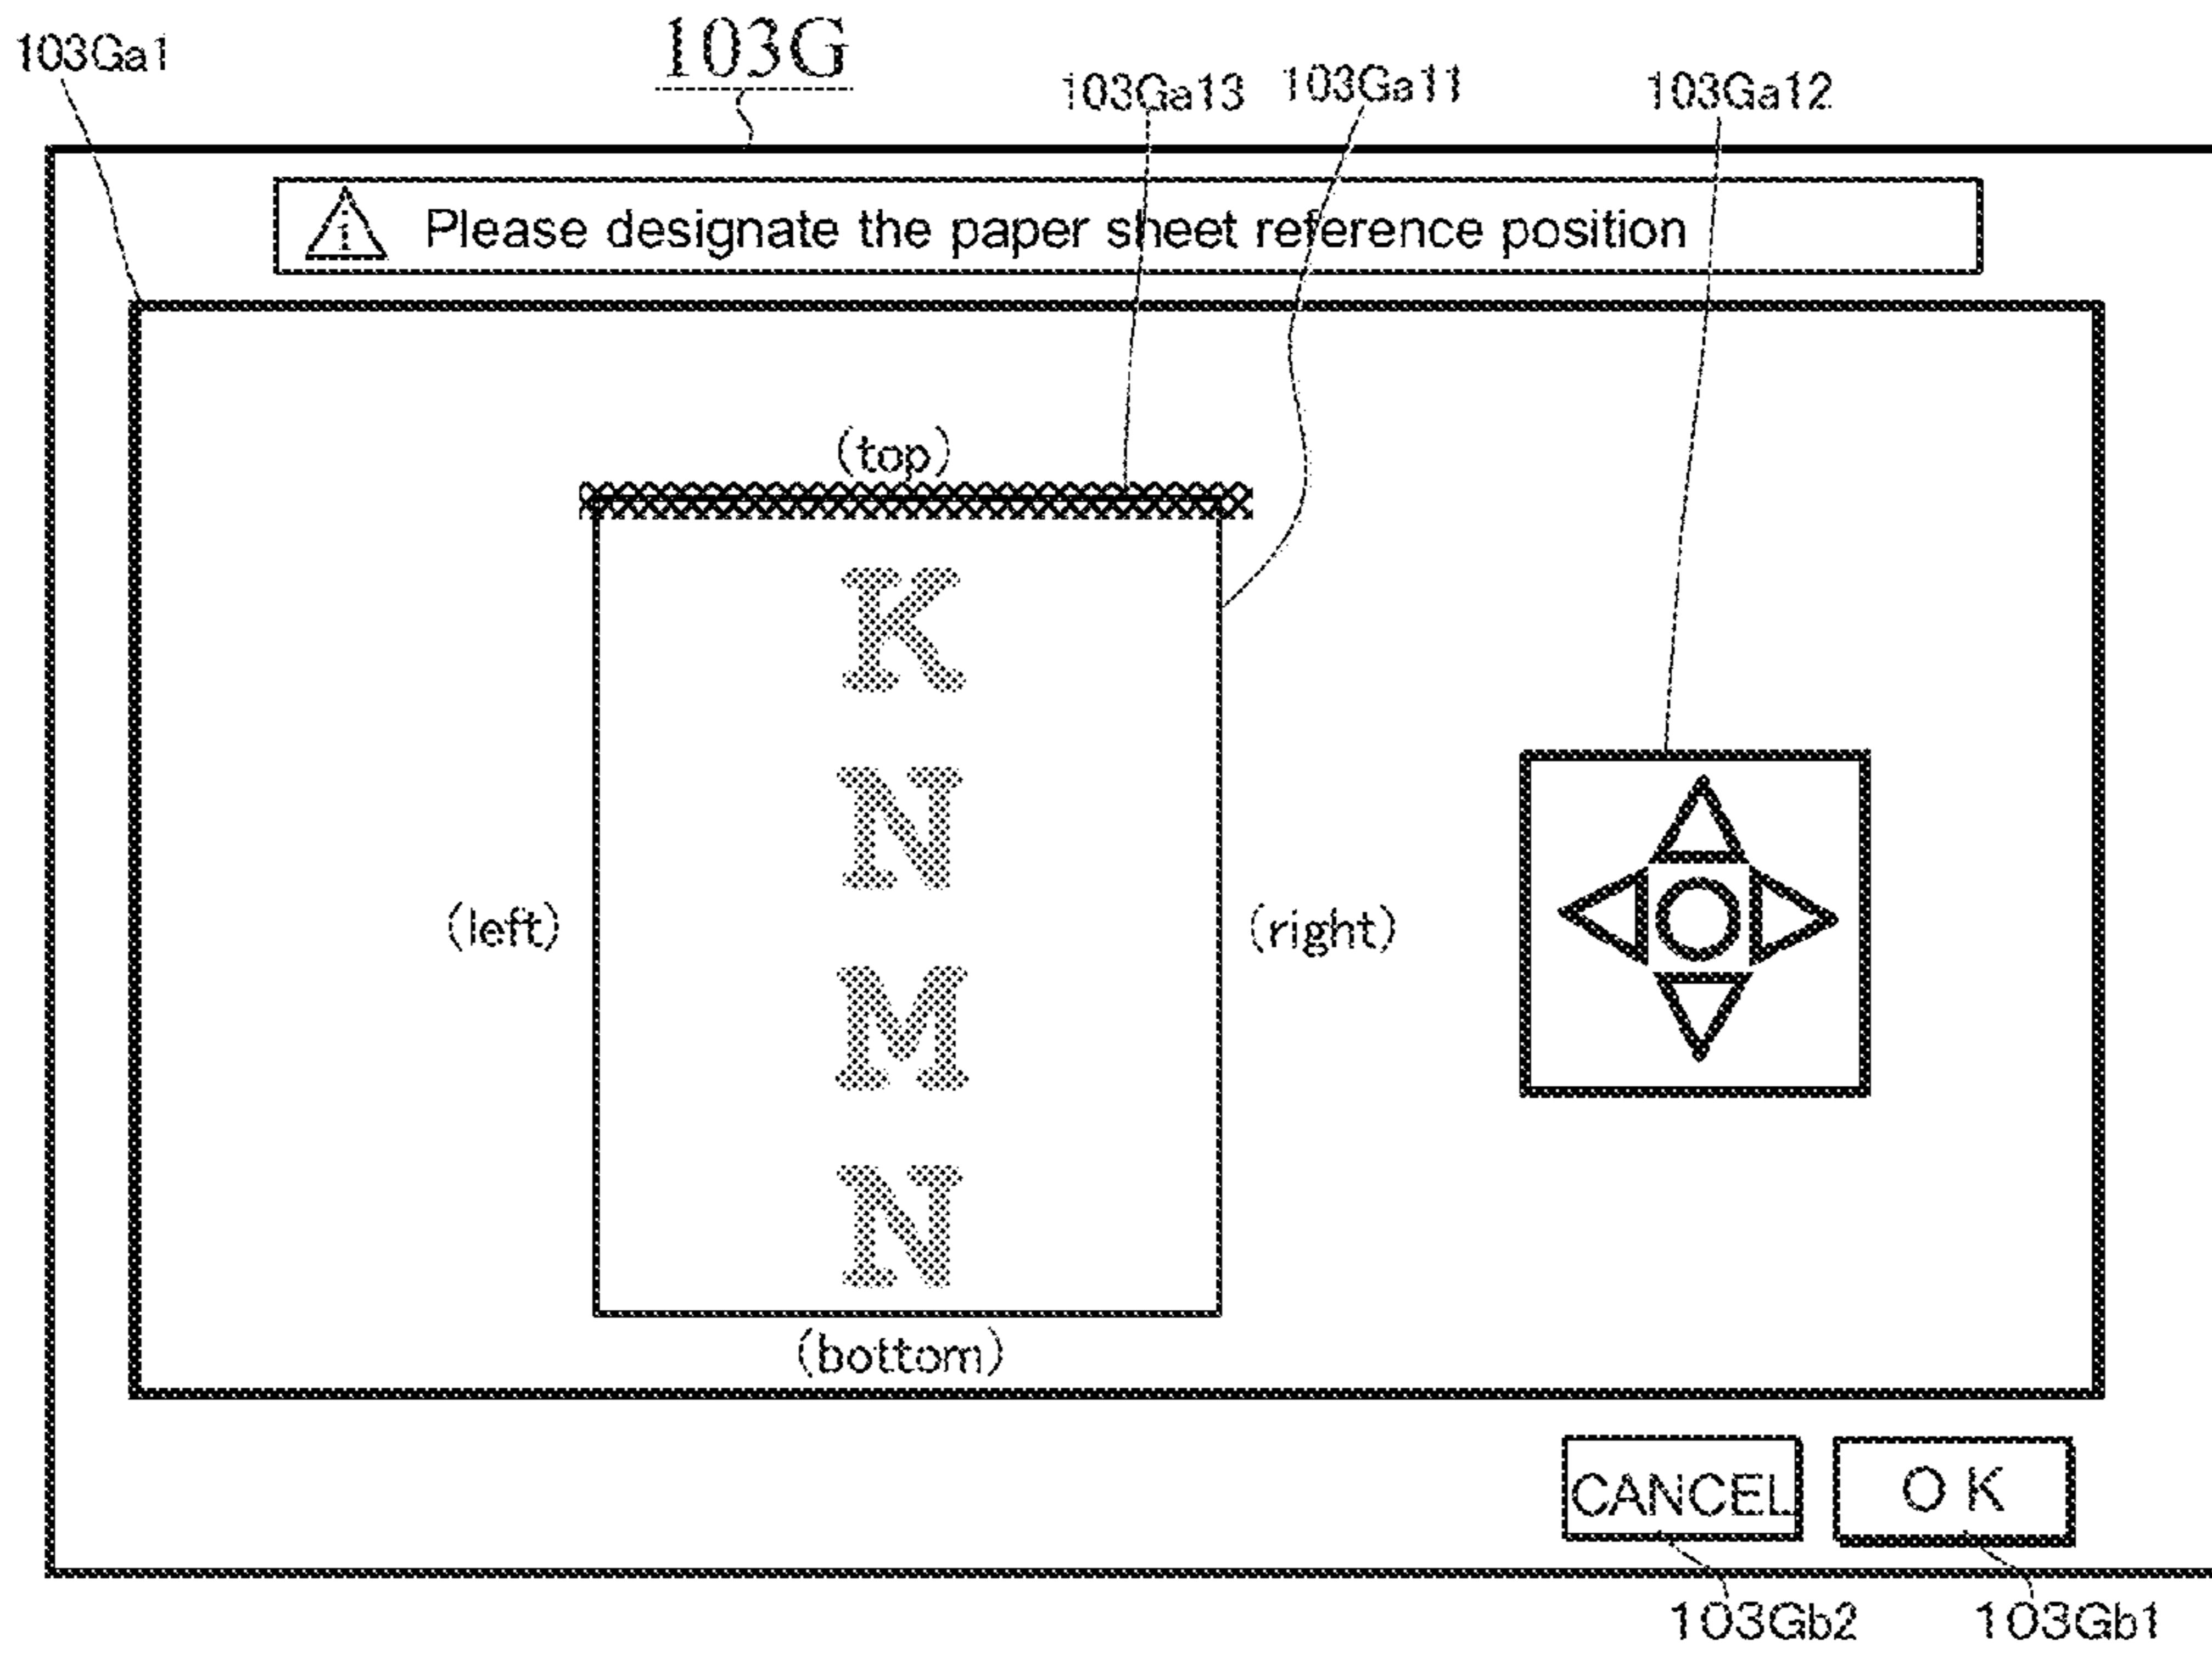 103G
103Ga1
103Ga13
103Ga11
103Ga12
Please designate the paper sheet reference position
(top)
K
N
(left)
(right)
M
N
(bottom)
CANCEL
OK
103Gb2
103Gb1